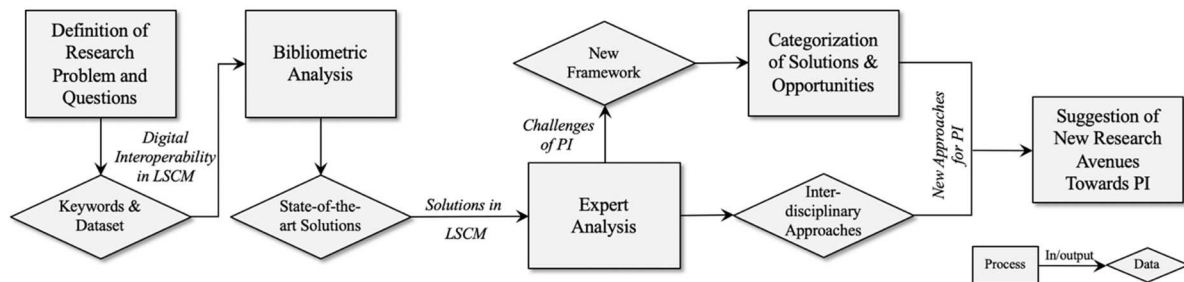 Definition of
Research
Problem and
Questions
Digital
Interoperability
in LSCM
Keywords &
Dataset
Bibliometric
Analysis
State-of-the-
art Solutions
Solutions in
LSCM
Expert
Analysis
Challenges
of PI
New
Framework
Categorization
of Solutions &
Opportunities
Inter-
disciplinary
Approaches
New Approaches
for PI
Suggestion of
New Research
Avenues
Towards PI
Process
In/output
Data